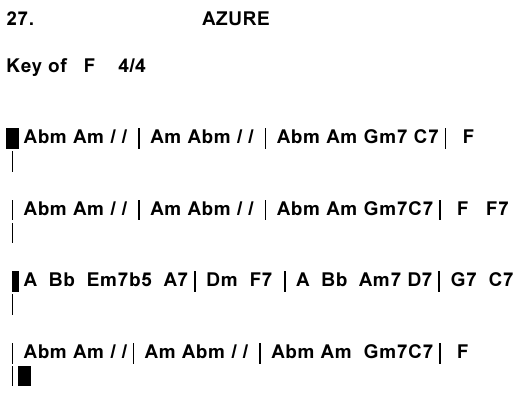 27. AZURE
Key of F 4/4
Abm Am / / | Am Abm / / | Abm Am Gm7 C7 | F
|
| Abm Am / / | Am Abm / / | Abm Am Gm7C7 | F F7
|
A Bb Em7b5 A7 | Dm F7 | A Bb Am7 D7 | G7 C7
|
| Abm Am / / | Am Abm / / | Abm Am Gm7C7 | F
|